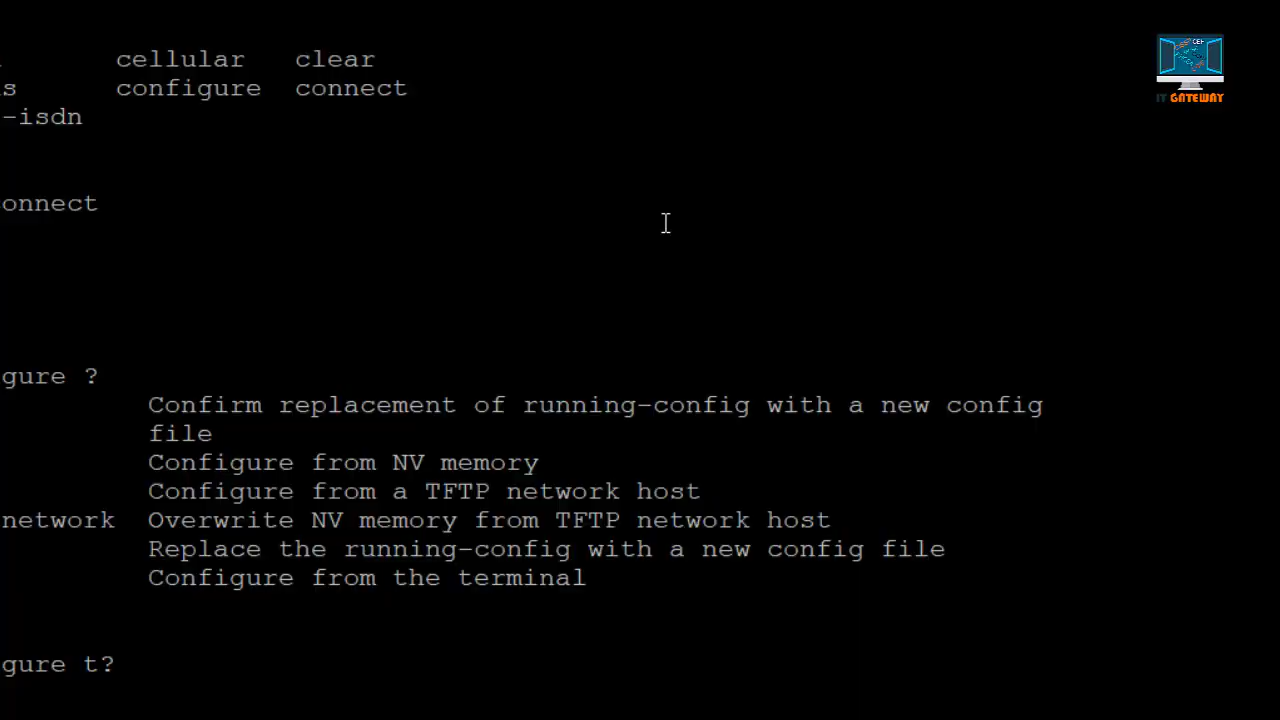 cellular clear
s configure connect
-isdn
onnect
gure ?
Confirm replacement of running-config with a new config
file
Configure from NV memory
Configure from a TFTP network host
network Overwrite NV memory from TFTP network host
Replace the running-config with a new config file
Configure from the terminal
gure t?
CEF
IT GATEWAY